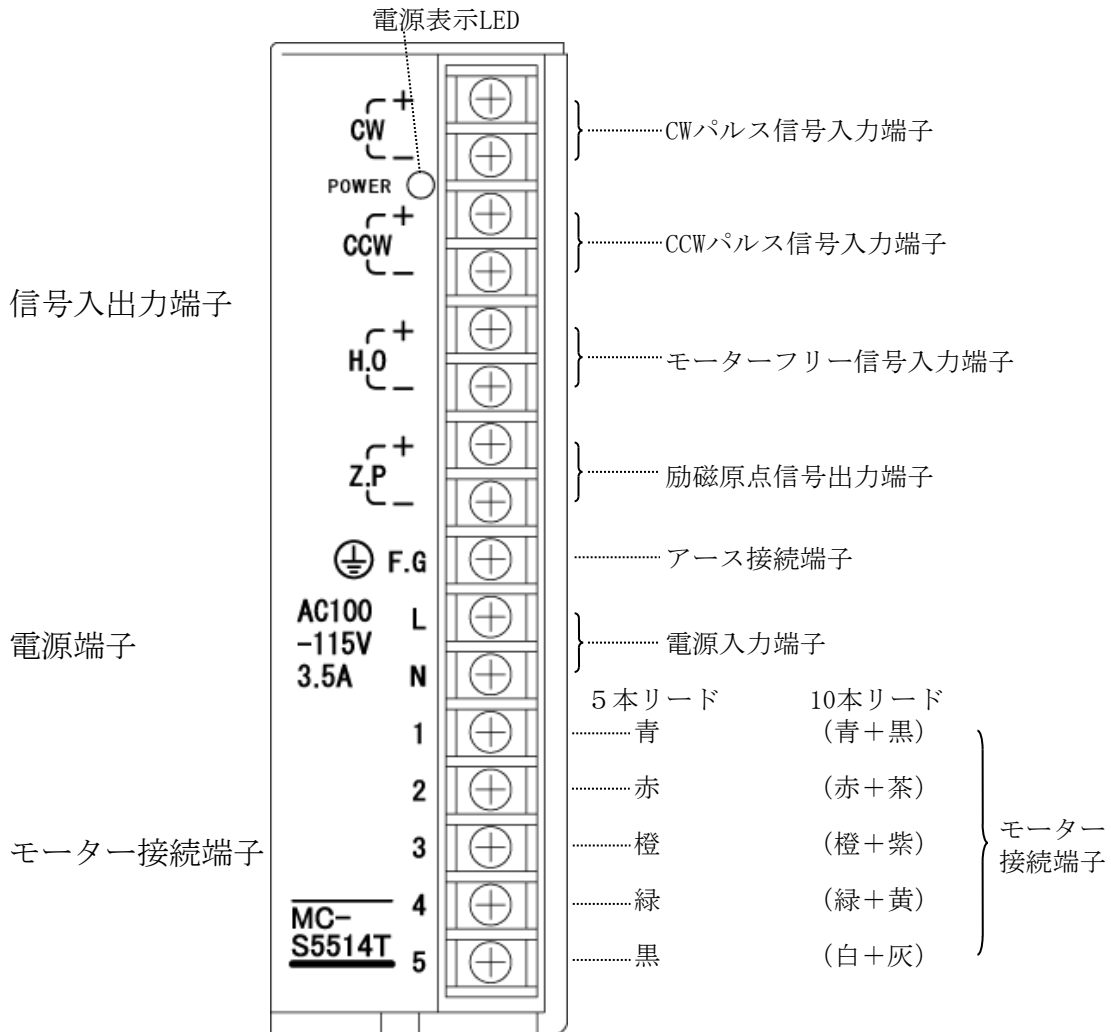 電源表示LED
+
CW
−
CWパルス信号入力端子
POWER
+
CCW
−
CCWパルス信号入力端子
信号入出力端子
+
H.O
−
モーターフリー信号入力端子
+
Z.P
−
励磁原点信号出力端子
F.G
アース接続端子
電源端子
AC100
-115V
3.5A
L
N
電源入力端子
5本リード 10本リード
1 青 (青+黒)
2 赤 (赤+茶)
モーター接続端子
3 橙 (橙+紫)
4 緑 (緑+黄)
5 黒 (白+灰)
モーター
接続端子
MC-
S5514T